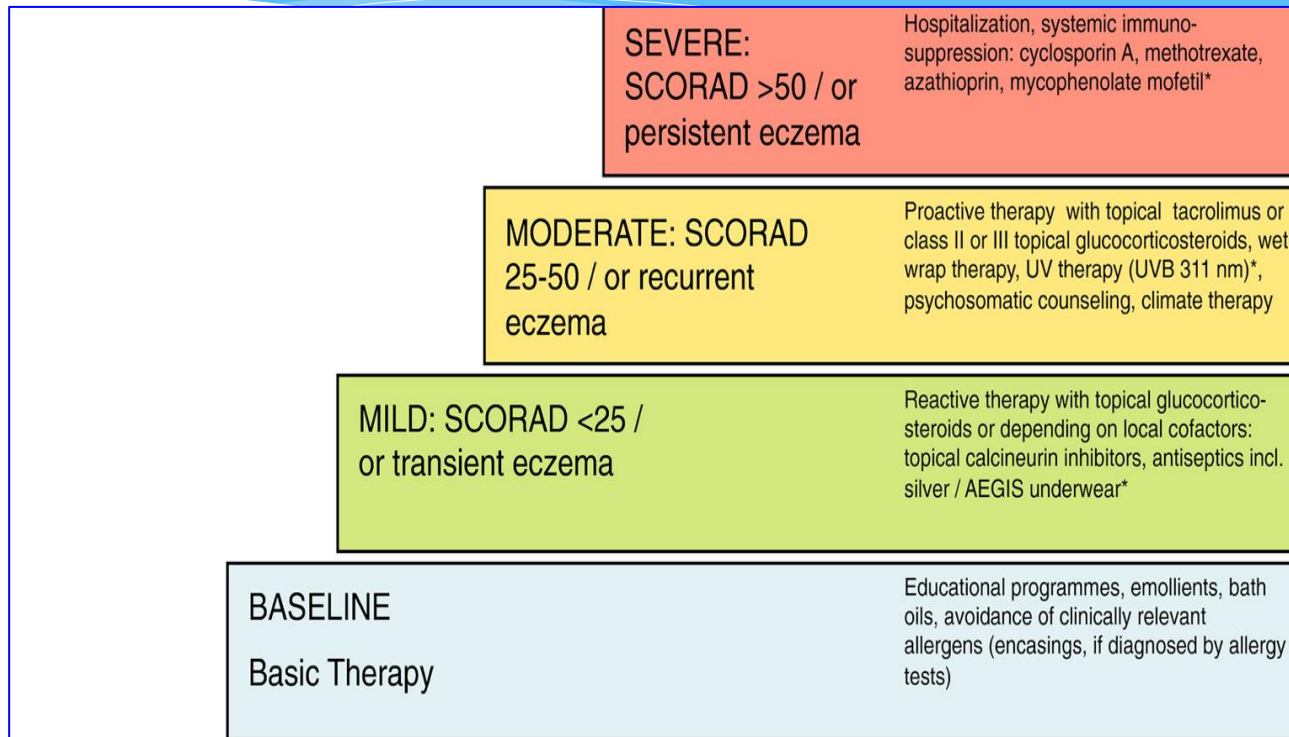 SEVERE:
SCORAD >50 / or
persistent eczema
Hospitalization, systemic immuno-
suppression: cyclosporin A, methotrexate,
azathioprin, mycophenolate mofetil*
MODERATE: SCORAD
25-50 / or recurrent
eczema
Proactive therapy with topical tacrolimus or
class II or III topical glucocorticosteroids, wet
wrap therapy, UV therapy (UVB 311 nm)*,
psychosomatic counseling, climate therapy
MILD: SCORAD <25 /
or transient eczema
Reactive therapy with topical glucocortico-
steroids or depending on local cofactors:
topical calcineurin inhibitors, antiseptics incl.
silver / AEGIS underwear*
BASELINE
Basic Therapy
Educational programmes, emollients, bath
oils, avoidance of clinically relevant
allergens (encasings, if diagnosed by allergy
tests)